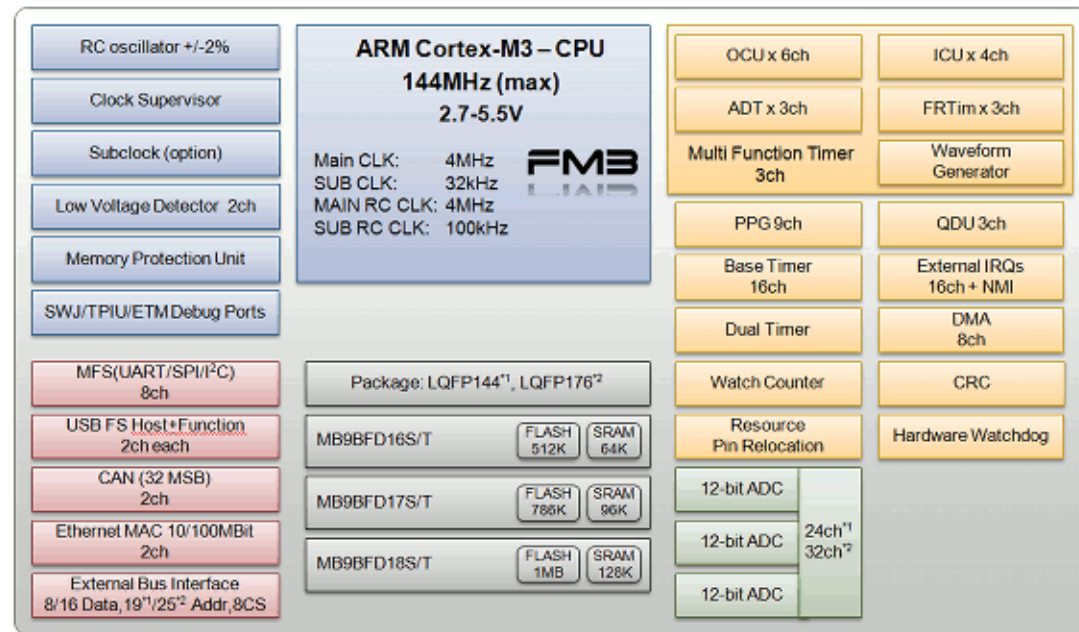 RC oscillator +/-2%
Clock Supervisor
Subclock (option)
Low Voltage Detector 2ch
Memory Protection Unit
SWJ/TPIU/ETM Debug Ports
ARM Cortex-M3 – CPU
144MHz (max)
2.7-5.5V
FM3
Main CLK: 4MHz
SUB CLK: 32kHz
MAIN RC CLK: 4MHz
SUB RC CLK: 100kHz
OCU x 6ch
ICU x 4ch
ADT x 3ch
FRTim x 3ch
Multi Function Timer
3ch
Waveform
Generator
PPG 9ch
QDU 3ch
Base Timer
16ch
External IRQs
16ch + NMI
Dual Timer
DMA
8ch
Watch Counter
CRC
Resource
Pin Relocation
Hardware Watchdog
MFS(UART/SPI/I²C)
8ch
USB FS Host+Function
2ch each
CAN (32 MSB)
2ch
Ethernet MAC 10/100MBit
2ch
External Bus Interface
8/16 Data,19*1/25*2 Addr,8CS
Package: LQFP144*1, LQFP176*2
MB9BFD16S/T
FLASH
512K
SRAM
64K
MB9BFD17S/T
FLASH
786K
SRAM
96K
MB9BFD18S/T
FLASH
1MB
SRAM
128K
12-bit ADC
12-bit ADC
12-bit ADC
24ch*1
32ch*2